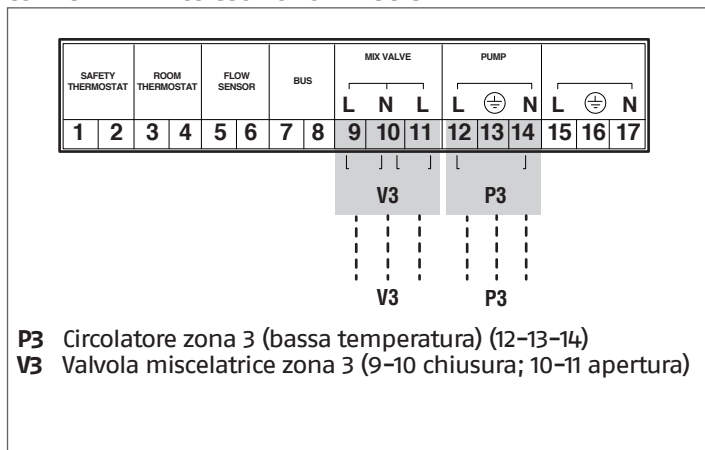 MIX VALVE PUMP
SAFETY THERMOSTAT ROOM THERMOSTAT FLOW SENSOR BUS
L N L L N L N
1 2 3 4 5 6 7 8 9 10 11 12 13 14 15 16 17
V3 P3
V3 P3
P3 Circolatore zona 3 (bassa temperatura) (12–13–14)
V3 Valvola miscelatrice zona 3 (9–10 chiusura; 10–11 apertura)